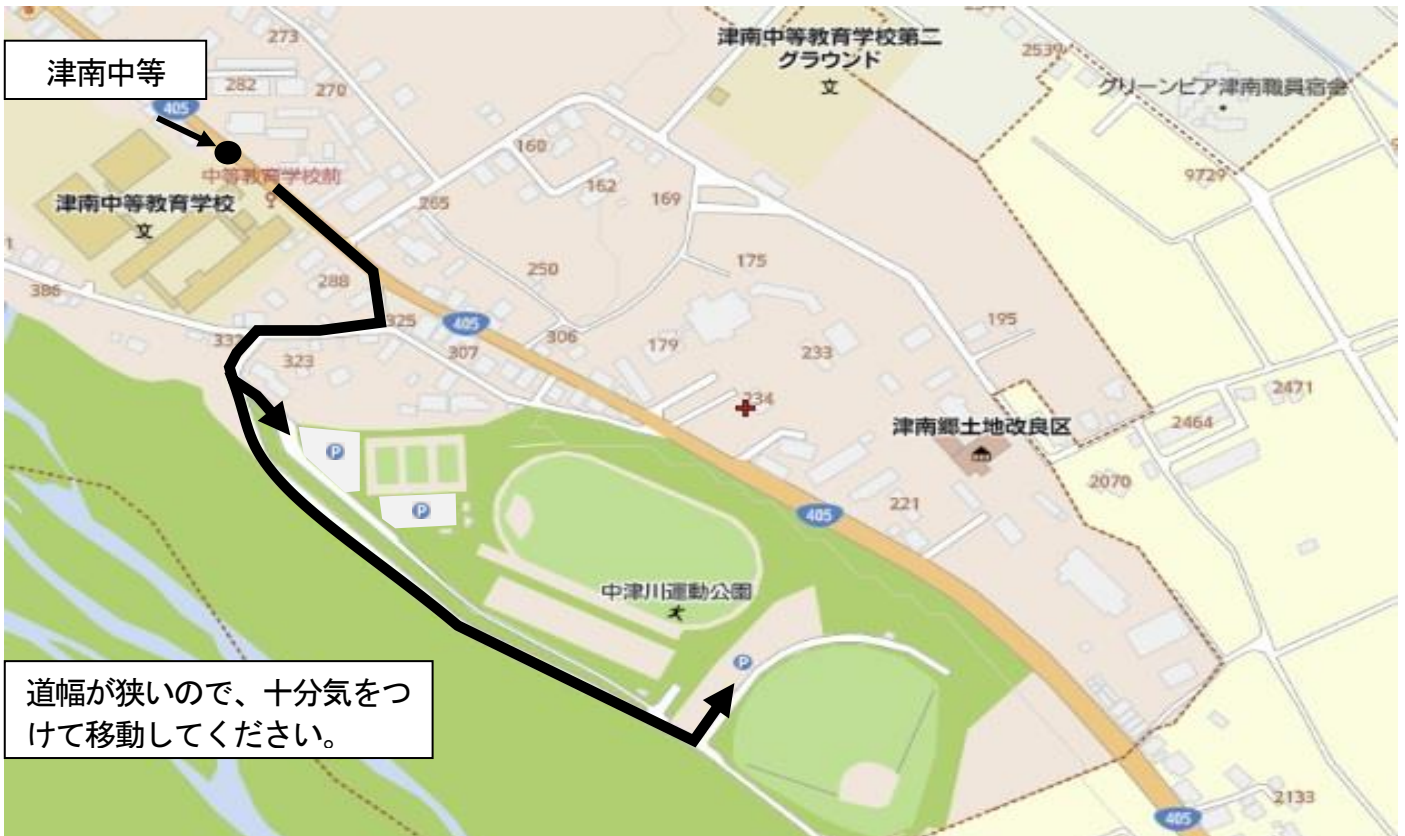 273
津南中等教育学校第二
グラウンド
文
2539
津南中等
282
270
グリーンピア津南職員宿舎
405
160
中等教育学校前
162
169
9729
津南中等教育学校
文
265
250
175
386
288
325
405
306
195
323
307
179
233
2471
234
津南郷土地改良区
2464
P
2070
P
405
221
中津川運動公園
P
道幅が狭いので、十分気をつ
けて移動してください。
2133
405